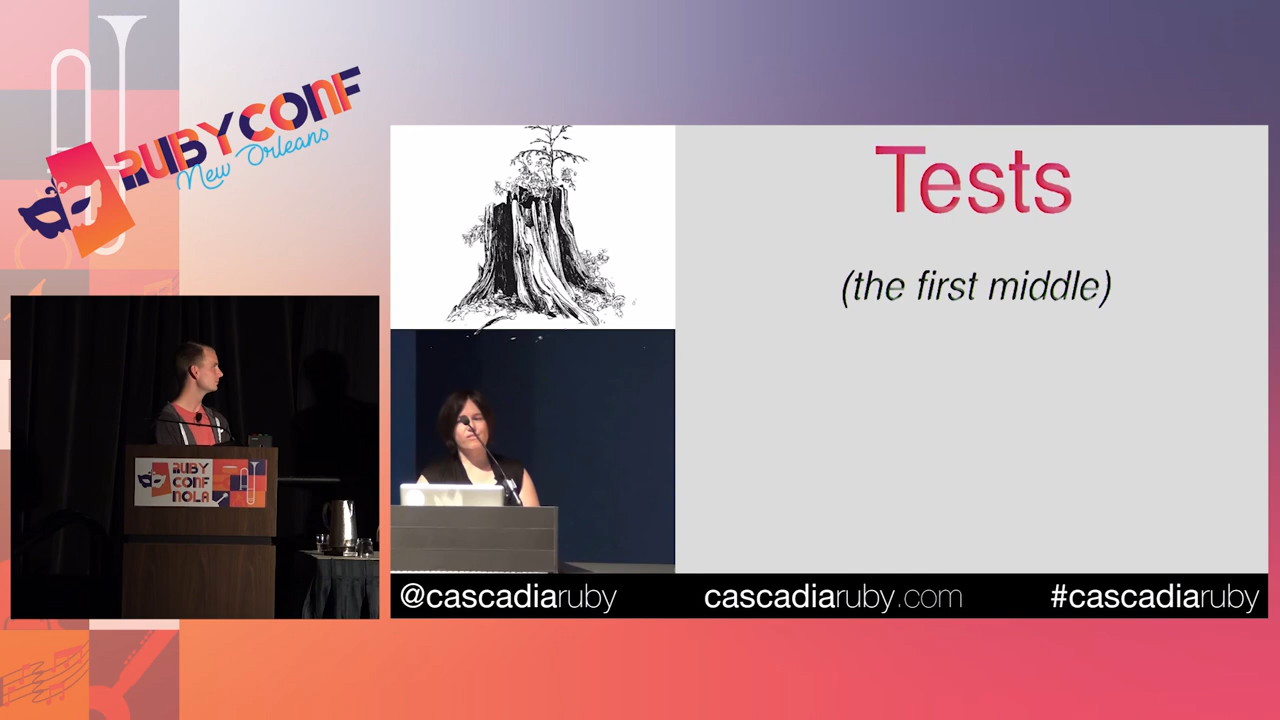 RUBYCONF
New Orleans
RUBY
CONF
NOLA
Tests
(the first middle)
@cascadiaruby
cascadiaruby.com
#cascadiaruby